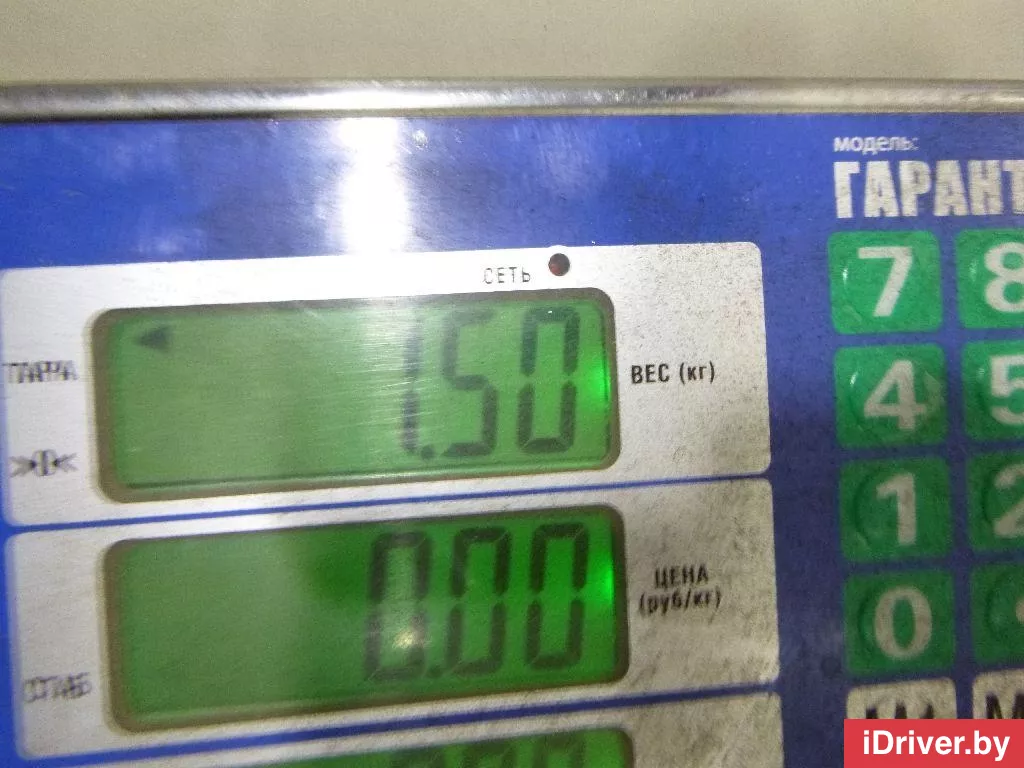 модель:
ГАРАНТ
СЕТЬ
7 8
1.50
ВЕС (кг)
4 5
1 2
0.00
ЦЕНА
(руб/кг)
0
М
iDriver.by